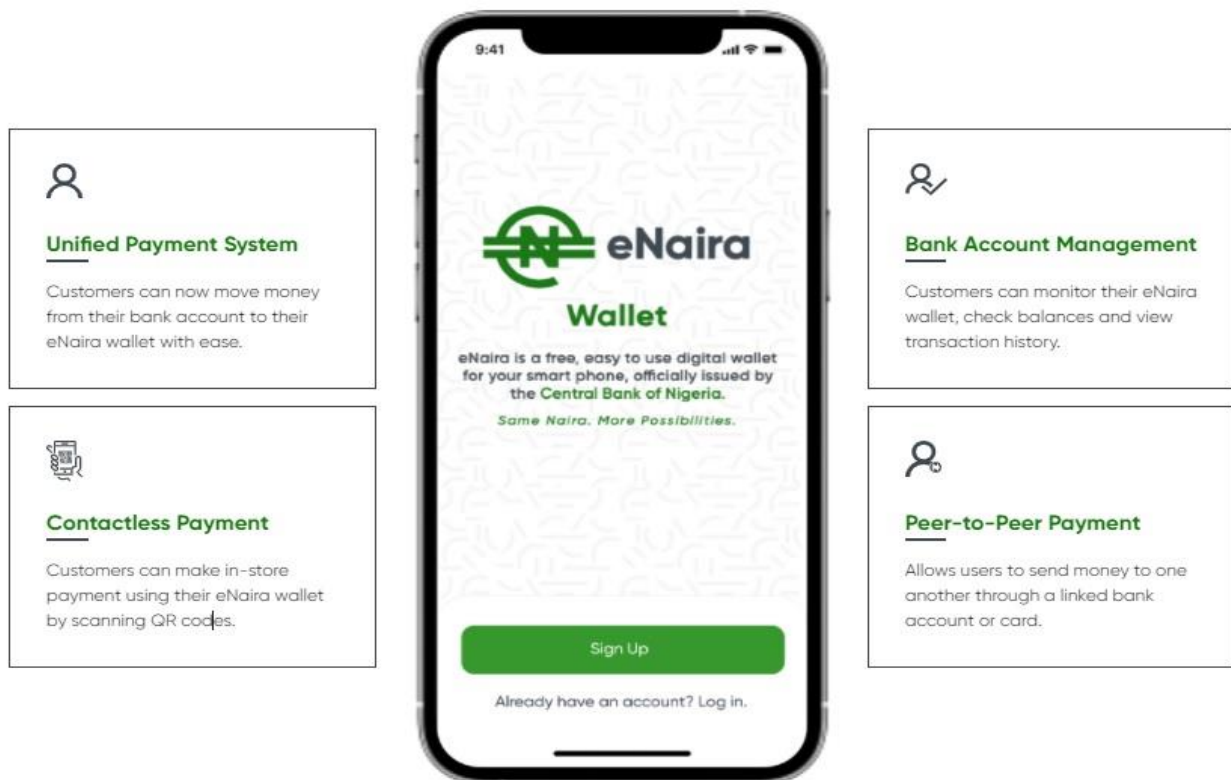 Unified Payment System
Customers can now move money
from their bank account to their
eNaira wallet with ease.
Contactless Payment
Customers can make in-store
payment using their eNaira wallet
by scanning QR codes.
9:41
eNaira
Wallet
eNaira is a free, easy to use digital wallet
for your smart phone, officially issued by
the Central Bank of Nigeria.
Same Naira. More Possibilities.
Sign Up
Already have an account? Log in.
Bank Account Management
Customers can monitor their eNaira
wallet, check balances and view
transaction history.
Peer-to-Peer Payment
Allows users to send money to one
another through a linked bank
account or card.